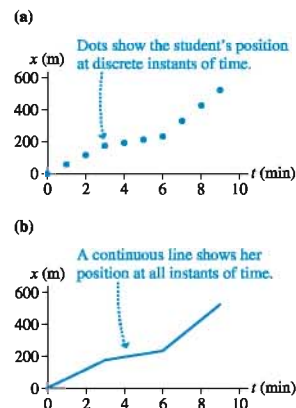 (a)
Dots show the student's position
at discrete instants of time.
x (m)
600
400
200
0
0 2 4 6 8 10
t (min)
(b)
A continuous line shows her
position at all instants of time.
x (m)
600
400
200
0
0 2 4 6 8 10
t (min)